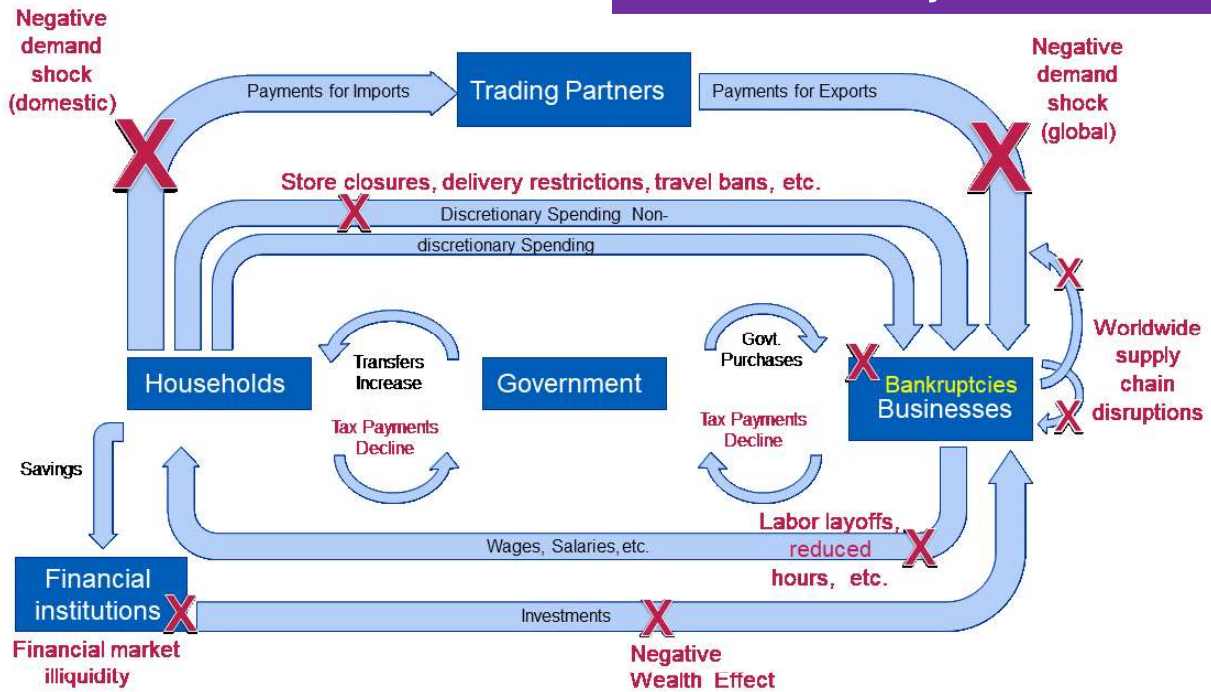 Negative
demand
shock
(domestic)
Payments for Imports
Trading Partners
Payments for Exports
Negative
demand
shock
(global)
Store closures, delivery restrictions, travel bans, etc.
Discretionary Spending Non-
discretionary Spending
Households
Transfers
Increase
Government
Govt.
Purchases
Bankruptcies
Businesses
Worldwide
supply
chain
disruptions
Tax Payments
Decline
Tax Payments
Decline
Savings
Wages, Salaries, etc.
Labor layoffs,
reduced
hours, etc.
Financial
institutions
Investments
Financial market
illiquidity
Negative
Wealth Effect